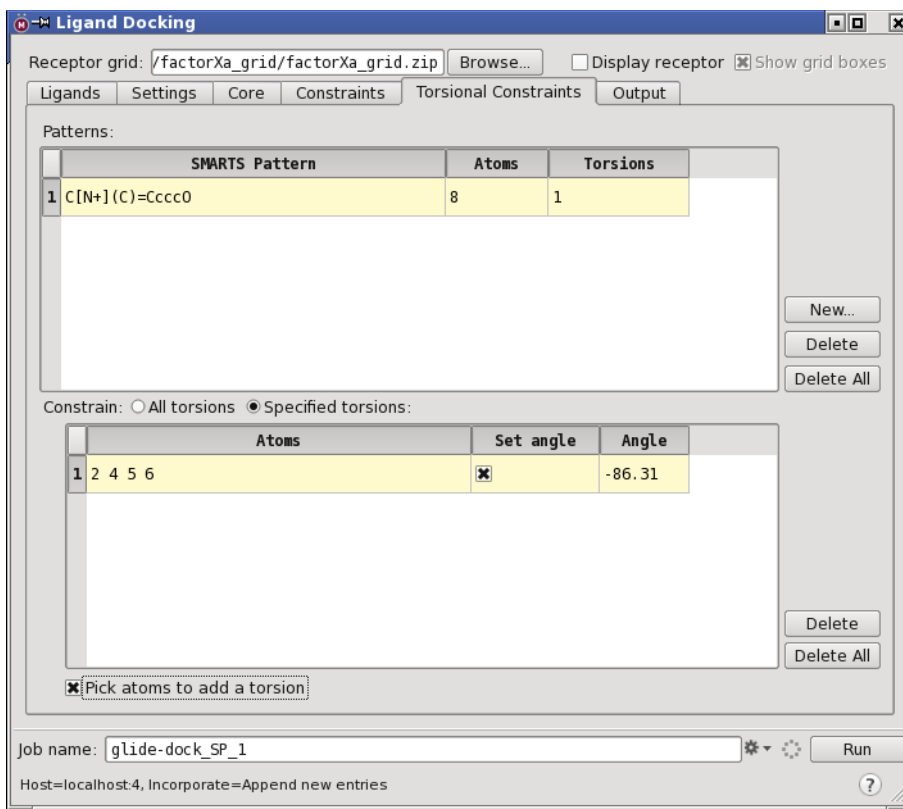 Ligand Docking
Receptor grid: /factorXa_grid/factorXa_grid.zip Browse... Display receptor Show grid boxes
Ligands Settings Core Constraints Torsional Constraints Output
Patterns:
SMARTS Pattern Atoms Torsions
1 C[N+](C)=CcccO 8 1
New...
Delete
Delete All
Constrain: All torsions Specified torsions:
Atoms Set angle Angle
1 2 4 5 6 -86.31
Delete
Delete All
Pick atoms to add a torsion
Job name: glide-dock_SP_1 Run
Host=localhost:4, Incorporate=Append new entries ?